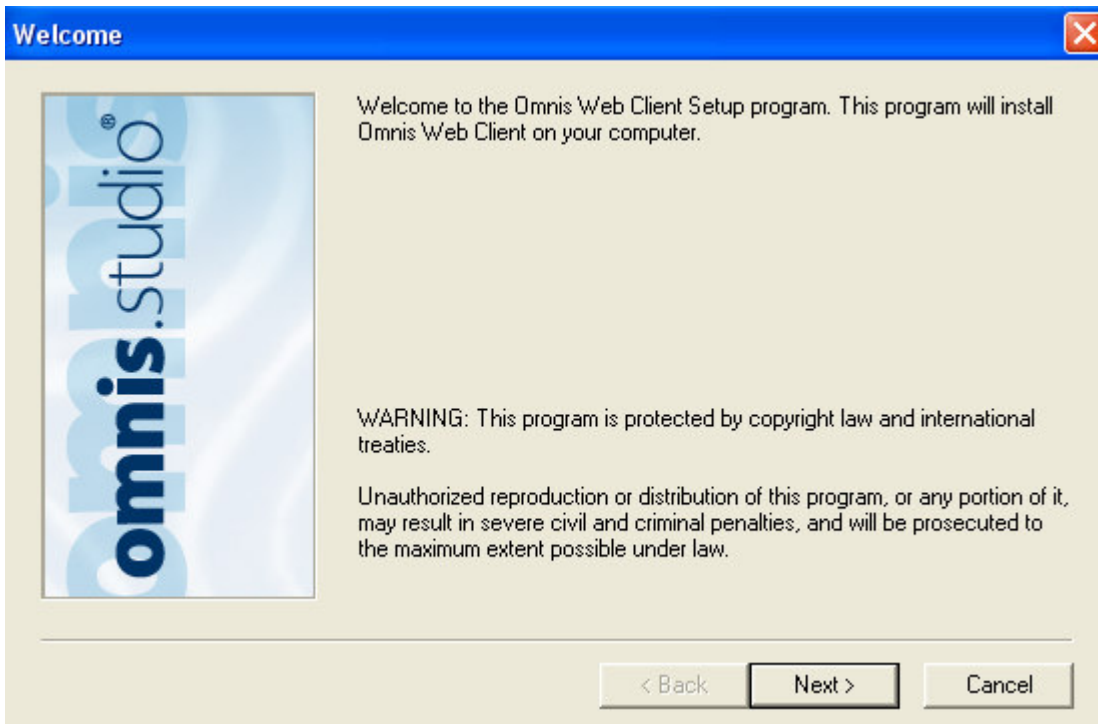 Welcome
omnis
omnis.studio®
Welcome to the Omnis Web Client Setup program. This program will install
Omnis Web Client on your computer.
WARNING: This program is protected by copyright law and international
treaties.
Unauthorized reproduction or distribution of this program, or any portion of it,
may result in severe civil and criminal penalties, and will be prosecuted to
the maximum extent possible under law.
< Back
Next >
Cancel